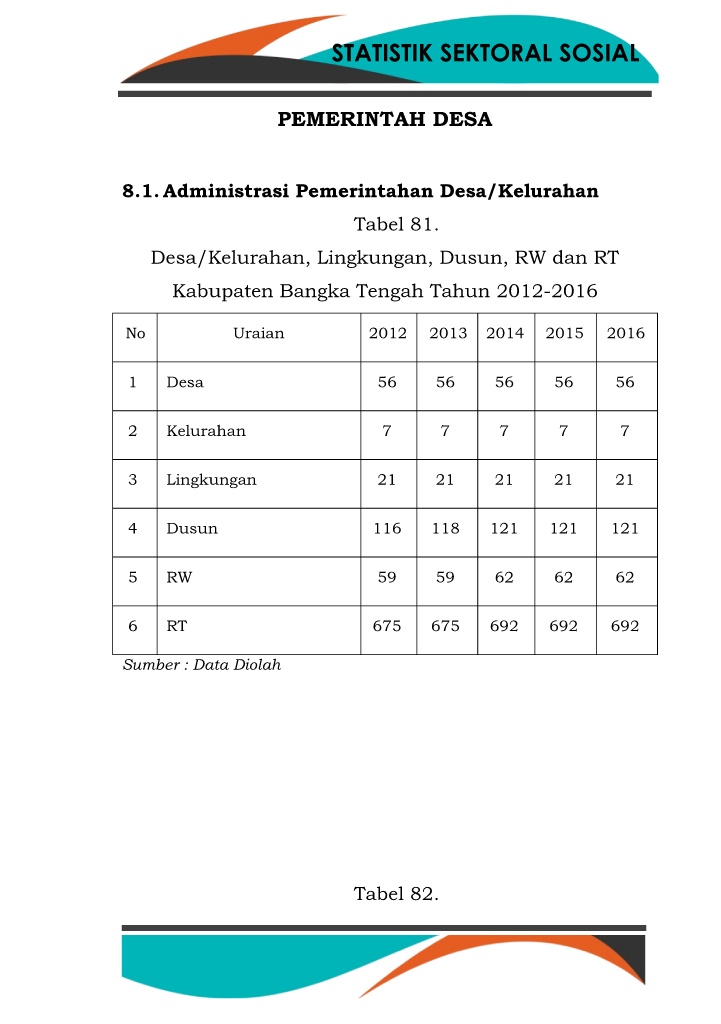 STATISTIK SEKTORAL SOSIAL
PEMERINTAH DESA
8.1. Administrasi Pemerintahan Desa/Kelurahan
Tabel 81.
Desa/Kelurahan, Lingkungan, Dusun, RW dan RT
Kabupaten Bangka Tengah Tahun 2012-2016
No Uraian 2012 2013 2014 2015 2016
1 Desa 56 56 56 56 56
2 Kelurahan 7 7 7 7 7
3 Lingkungan 21 21 21 21 21
4 Dusun 116 118 121 121 121
5 RW 59 59 62 62 62
6 RT 675 675 692 692 692
Sumber : Data Diolah
Tabel 82.